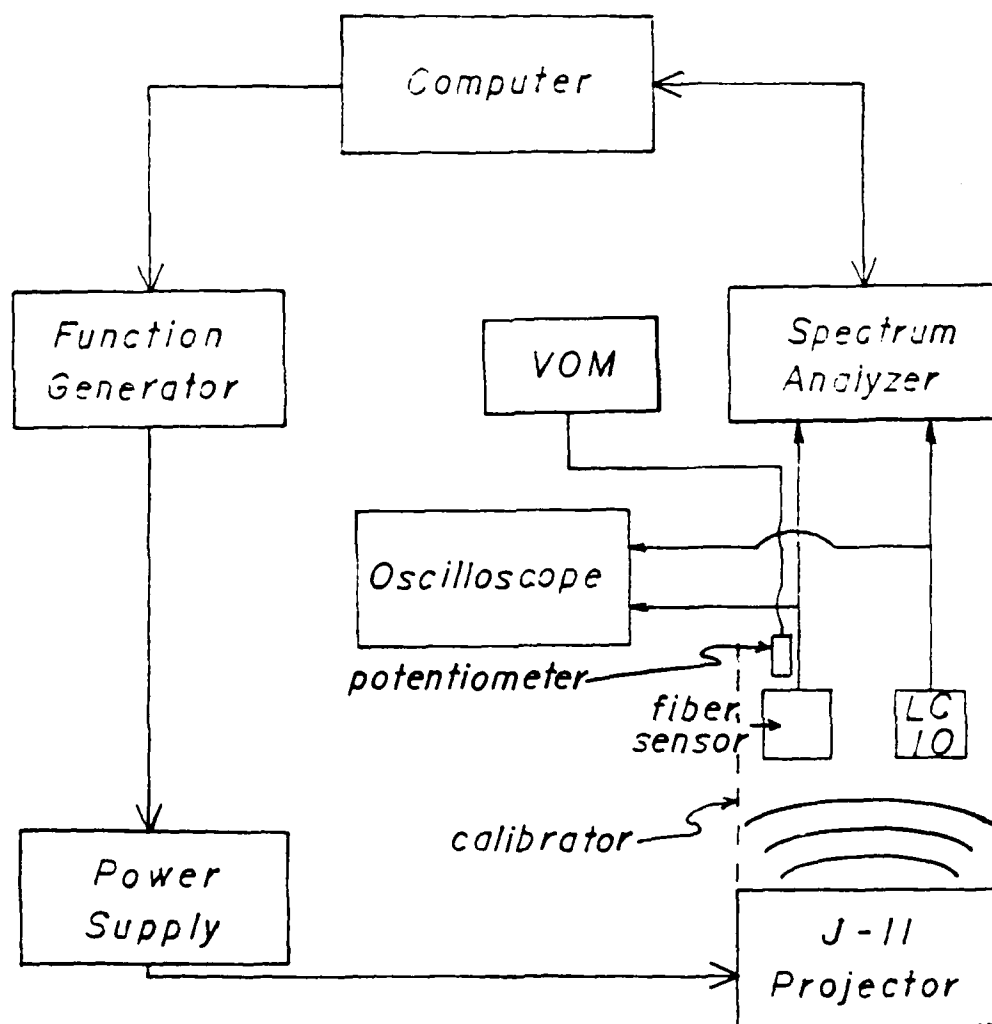 Computer
Function
Generator
VOM
Spectrum
Analyzer
Oscilloscope
potentiometer
fiber
sensor
LC
10
calibrator
Power
Supply
J-11
Projector